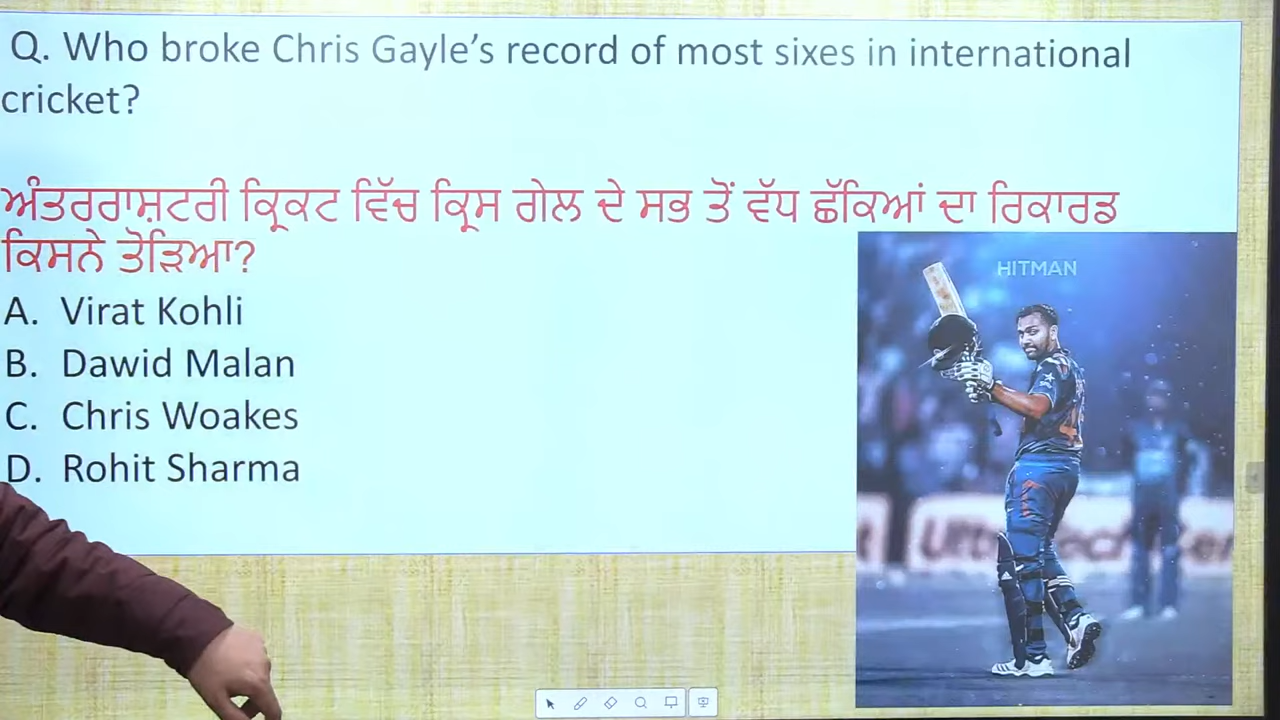 Q. Who broke Chris Gayle’s record of most sixes in international
cricket?
ਅੰਤਰਰਾਸ਼ਟਰੀ ਕ੍ਰਿਕਟ ਵਿੱਚ ਕ੍ਰਿਸ ਗੇਲ ਦੇ ਸਭ ਤੋਂ ਵੱਧ ਛੱਕਿਆਂ ਦਾ ਰਿਕਾਰਡ
ਕਿਸਨੇ ਤੋੜਿਆ?
A. Virat Kohli
B. Dawid Malan
C. Chris Woakes
D. Rohit Sharma
HITMAN